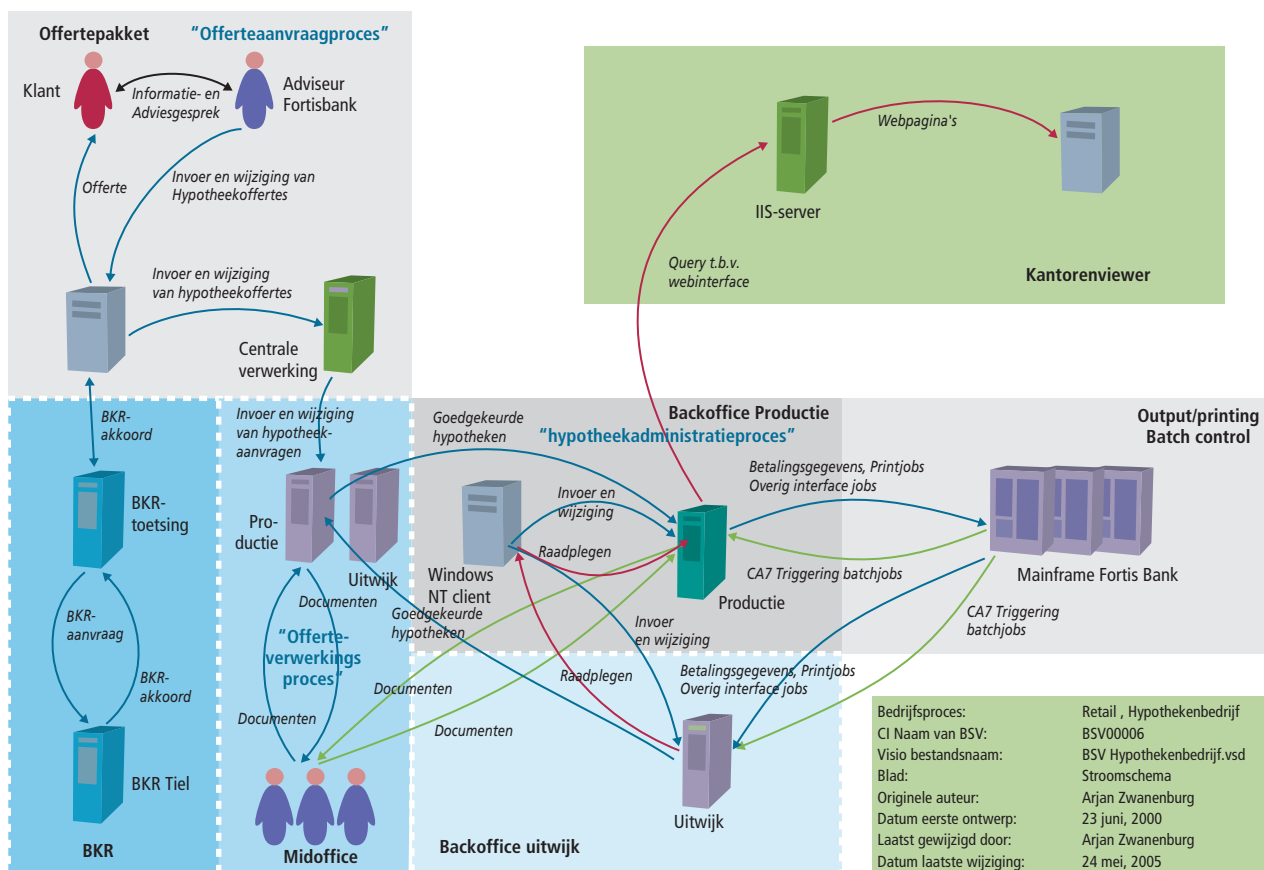 Offertepakket
“Offerteaanvraagproces”
Klant
Informatie- en
Adviesgesprek
Adviseur
Fortisbank
Offerte
Invoer en wijziging van
Hypotheekoffertes
Invoer en wijziging
van hypotheekoffertes
Centrale
verwerking
Webpagina's
IIS-server
Query t.b.v.
webinterface
Kantorenviewer
BKR-
akkoord
BKR-
toetsing
BKR-
aanvraag
BKR-
akkoord
BKR Tiel
BKR
Invoer en wijziging
van hypotheek-
aanvragen
Pro-
ductie
Uitwijk
Documenten
“Offerte-
verwerkings
proces”
Documenten
Midoffice
Goedgekeurde
hypotheken
Backoffice Productie
“hypotheekadministratieproces”
Invoer en
wijziging
Raadplegen
Windows
NT client
Productie
Goedgekeurde
hypotheken
Invoer
en wijziging
Betalingsgegevens, Printjobs
Overig interface jobs
CA7 Triggering batchjobs
Output/printing
Batch control
Mainframe Fortis Bank
CA7 Triggering
batchjobs
Documenten
Raadplegen
Betalingsgegevens, Printjobs
Overig interface jobs
Documenten
Uitwijk
Backoffice uitwijk
Bedrijfsproces: Retail , Hypothekenbedrijf
CI Naam van BSV: BSV00006
Visio bestandsnaam: BSV Hypothekenbedrijf.vsd
Blad: Stroomschema
Originele auteur: Arjan Zwanenburg
Datum eerste ontwerp: 23 juni, 2000
Laatst gewijzigd door: Arjan Zwanenburg
Datum laatste wijziging: 24 mei, 2005